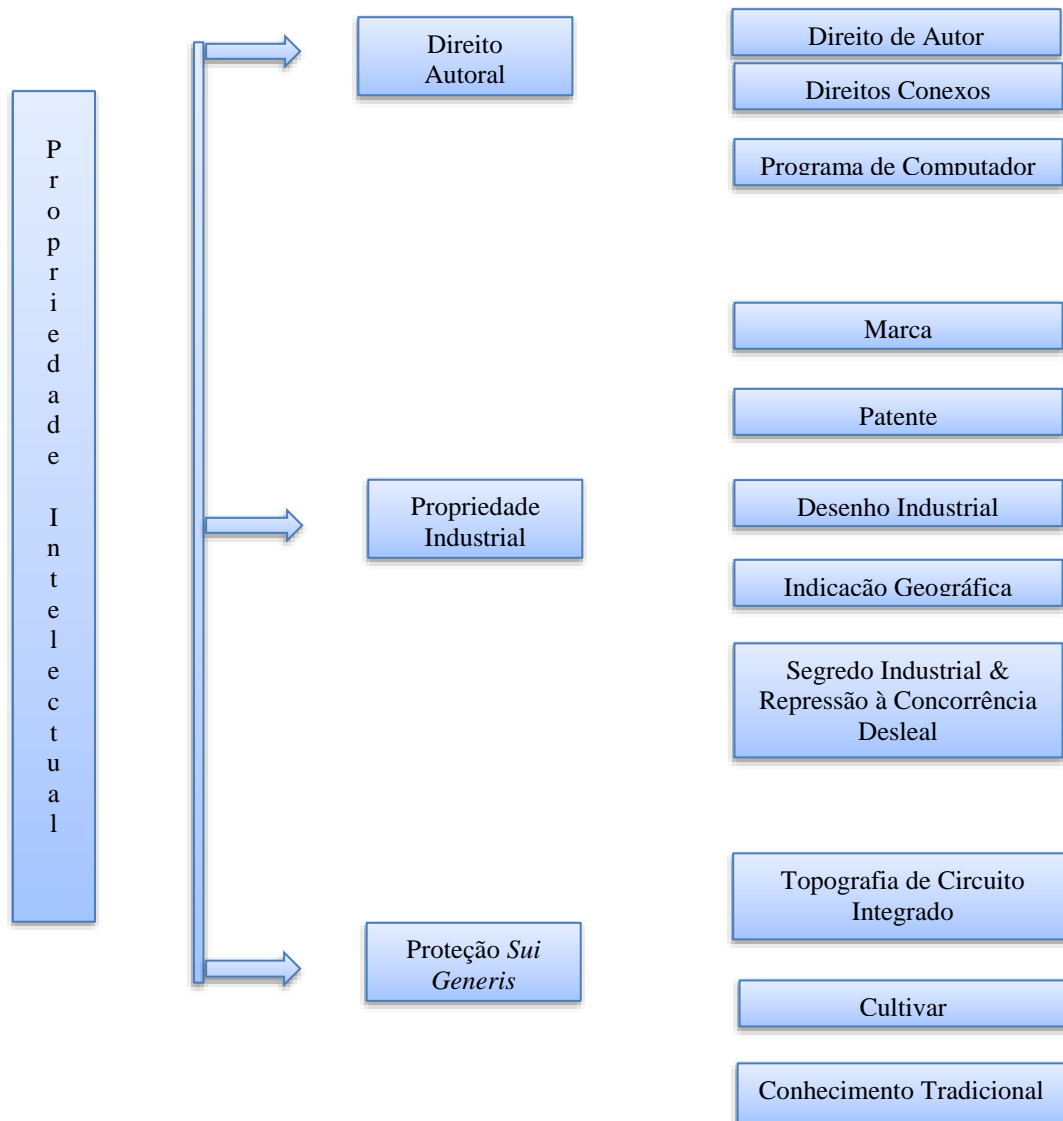 Propriedade Intelectual
Direito
Autoral
Direito de Autor
Direitos Conexos
Programa de Computador
Propriedade
Industrial
Marca
Patente
Desenho Industrial
Indicação Geográfica
Segredo Industrial &
Repressão à Concorrência
Desleal
Proteção Sui
Generis
Topografia de Circuito
Integrado
Cultivar
Conhecimento Tradicional